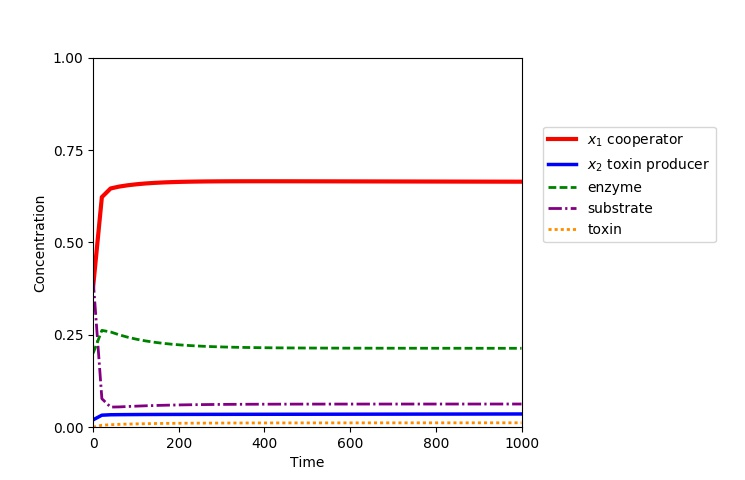 1.00
0.75
0.50
0.25
0.00
Concentration
0 200 400 600 800 1000
Time
x₁ cooperator
x₂ toxin producer
enzyme
substrate
toxin